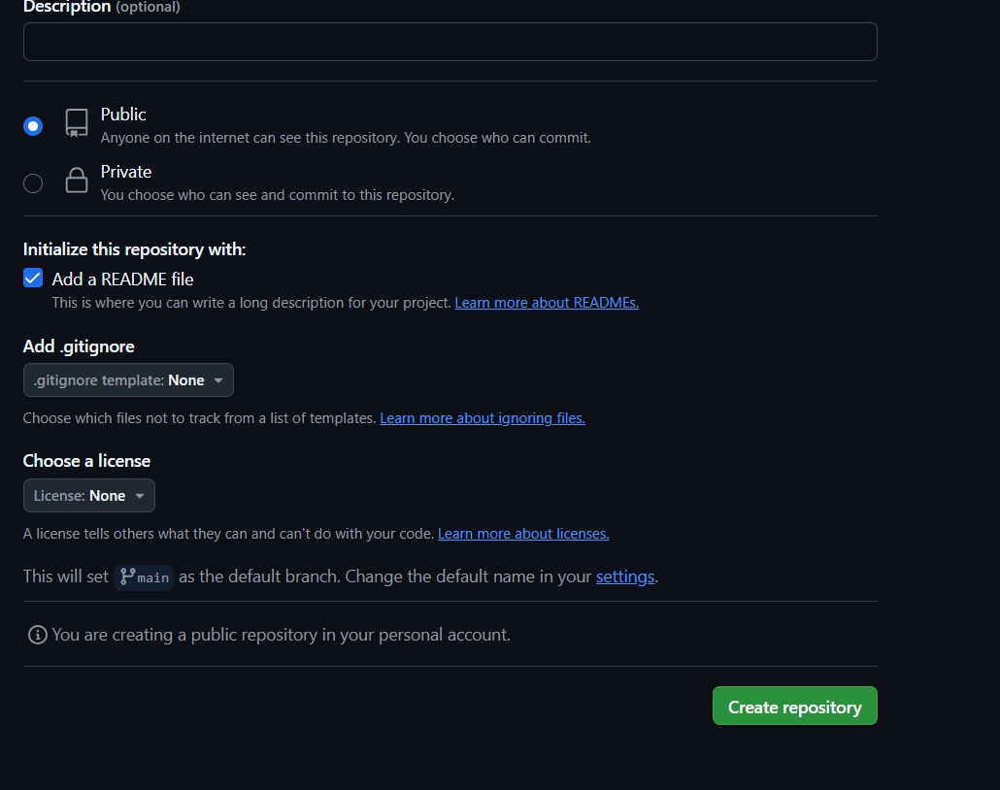 Description (optional)
Public
Anyone on the internet can see this repository. You choose who can commit.
Private
You choose who can see and commit to this repository.
Initialize this repository with:
Add a README file
This is where you can write a long description for your project. Learn more about READMEs.
Add .gitignore
.gitignore template: None
Choose which files not to track from a list of templates. Learn more about ignoring files.
Choose a license
License: None
A license tells others what they can and can't do with your code. Learn more about licenses.
This will set main as the default branch. Change the default name in your settings.
You are creating a public repository in your personal account.
Create repository